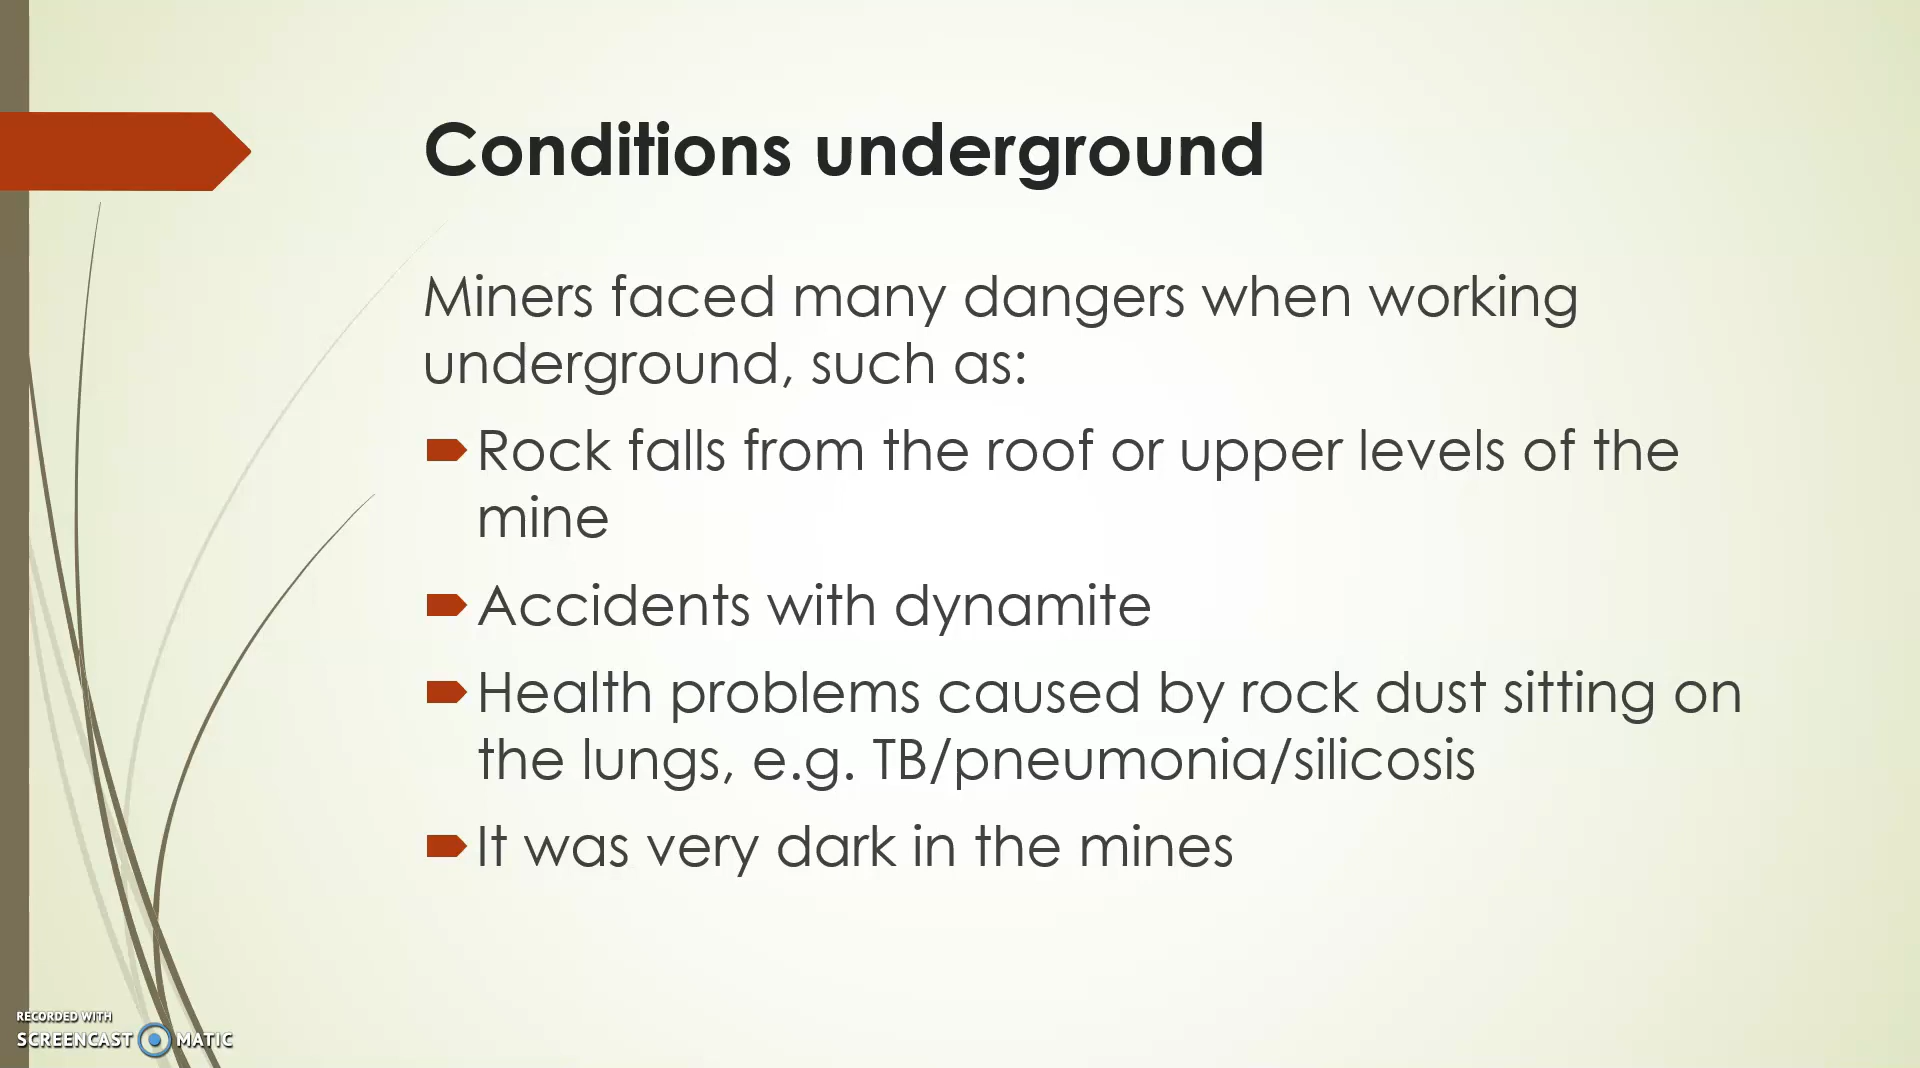 Conditions underground
Miners faced many dangers when working
underground, such as:
Rock falls from the roof or upper levels of the
mine
Accidents with dynamite
Health problems caused by rock dust sitting on
the lungs, e.g. TB/pneumonia/silicosis
It was very dark in the mines
RECORDED WITH
SCREENCAST MATIC